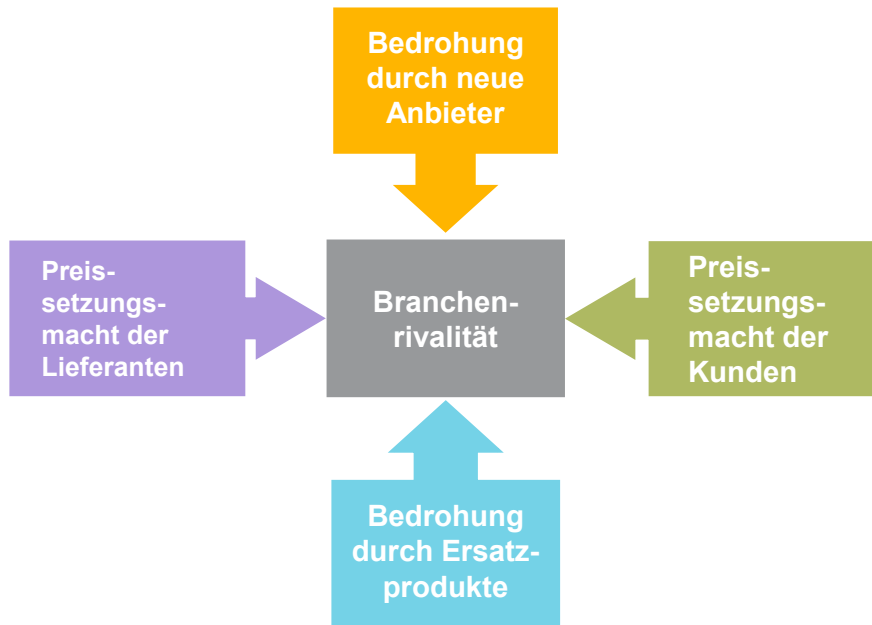 Bedrohung
durch neue
Anbieter
Preis-
setzungs-
macht der
Lieferanten
Branchen-
rivalität
Preis-
setzungs-
macht der
Kunden
Bedrohung
durch Ersatz-
produkte